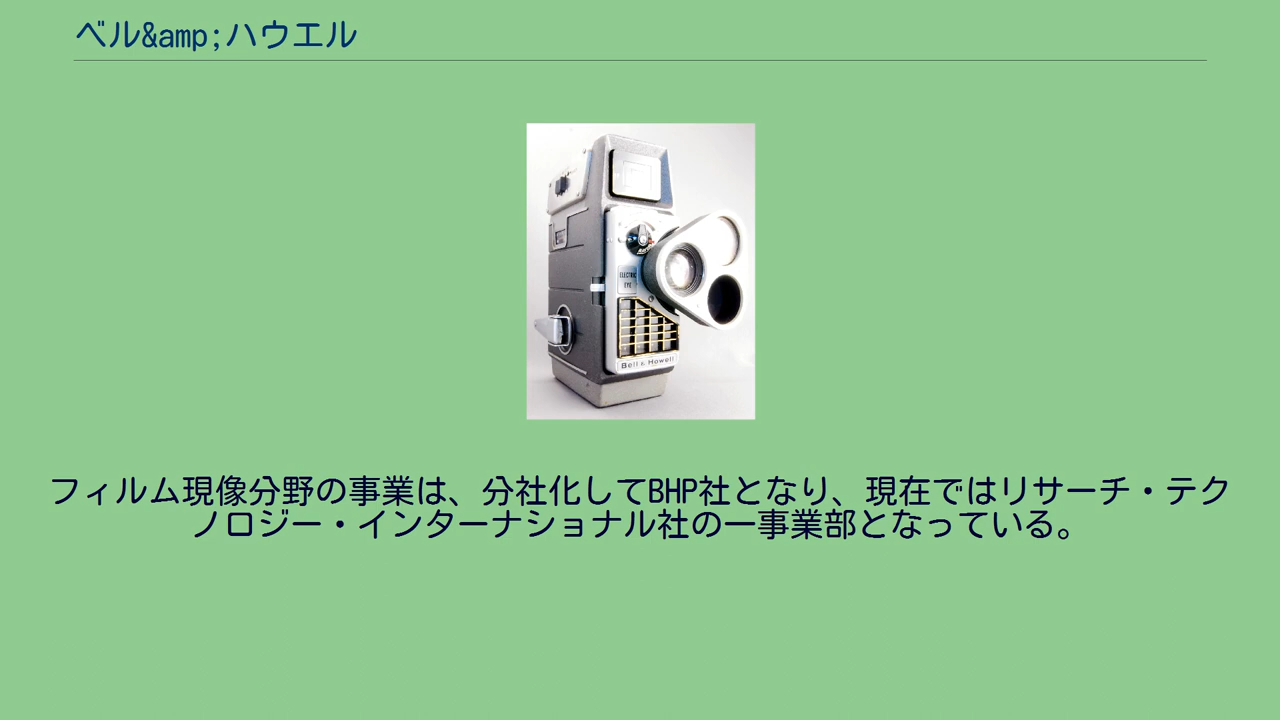 ベル&amp;ハウエル
ELECTRIC
EYE
Bell & Howell
フィルム現像分野の事業は、分社化してBHP社となり、現在ではリサーチ・テク
ノロジー・インターナショナル社の一事業部となっている。